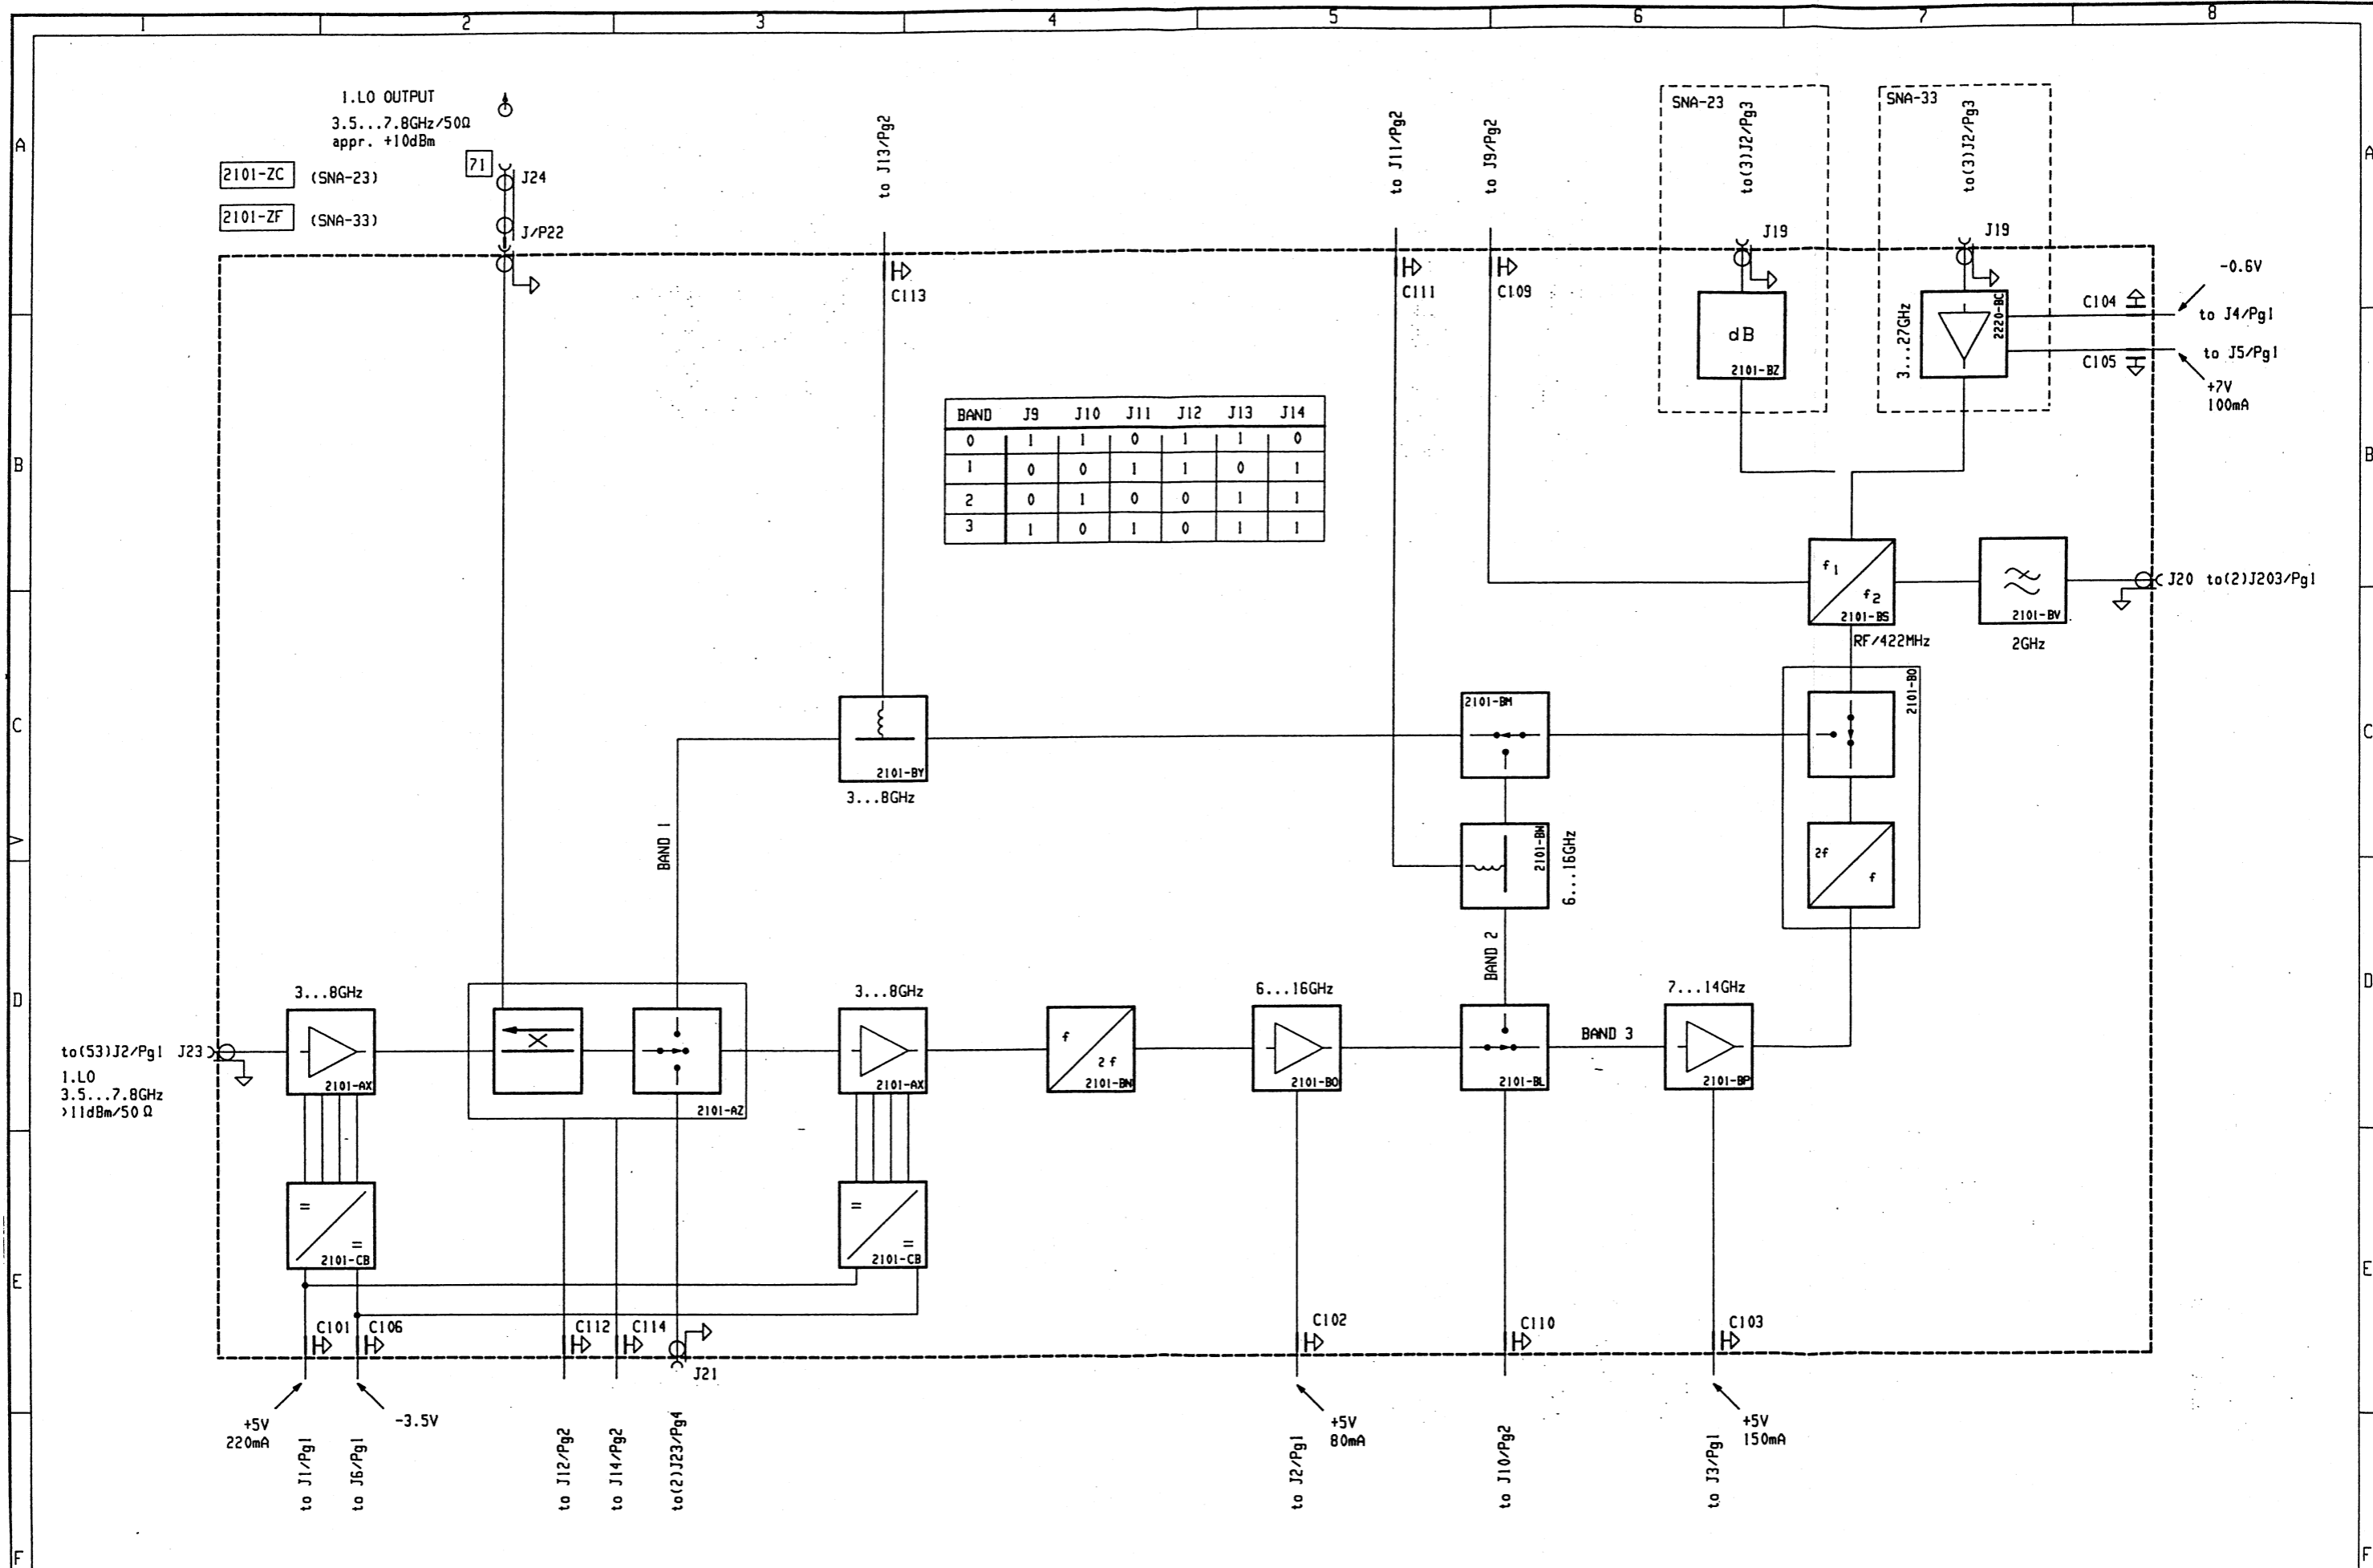 1 2 3 4 5 6 7 8
A A
B B
C C
D D
E E
F F
1.LO OUTPUT
3.5...7.8GHz/50Ω
appr. +10dBm
2101-ZC (SNA-23)
2101-ZF (SNA-33)
71
J24
J/P22
to J13/Pg2
C113
to J11/Pg2
C111
to J9/Pg2
C109
SNA-23
to(3)J2/Pg3
J19
dB
2101-BZ
SNA-33
to(3)J2/Pg3
J19
3...27GHz
2220-BC
C104
-0.6V
to J4/Pg1
C105
to J5/Pg1
+7V
100mA
BAND J9 J10 J11 J12 J13 J14
0 1 1 0 1 1 0
1 0 0 1 1 0 1
2 0 1 0 0 1 1
3 1 0 1 0 1 1
f1
f2
2101-BS
RF/422MHz
2101-BV
2GHz
J20 to(2)J203/Pg1
2101-BY
3...8GHz
BAND 1
2101-BM
2101-BW
6...16GHz
BAND 2
2f
f
3...8GHz
2101-AX
to(53)J2/Pg1 J23
1.LO
3.5...7.8GHz
>11dBm/50 Ω
2101-AZ
3...8GHz
2101-AX
f
2f
2101-BN
6...16GHz
2101-BO
2101-BL
BAND 3
7...14GHz
2101-BP
= =
2101-CB
= =
2101-CB
C101
C106
C112
C114
J21
C102
C110
C103
+5V
220mA
-3.5V
+5V
80mA
+5V
150mA
to J1/Pg1
to J6/Pg1
to J12/Pg2
to J14/Pg2
to(2)J23/Pg4
to J2/Pg1
to J10/Pg2
to J3/Pg1